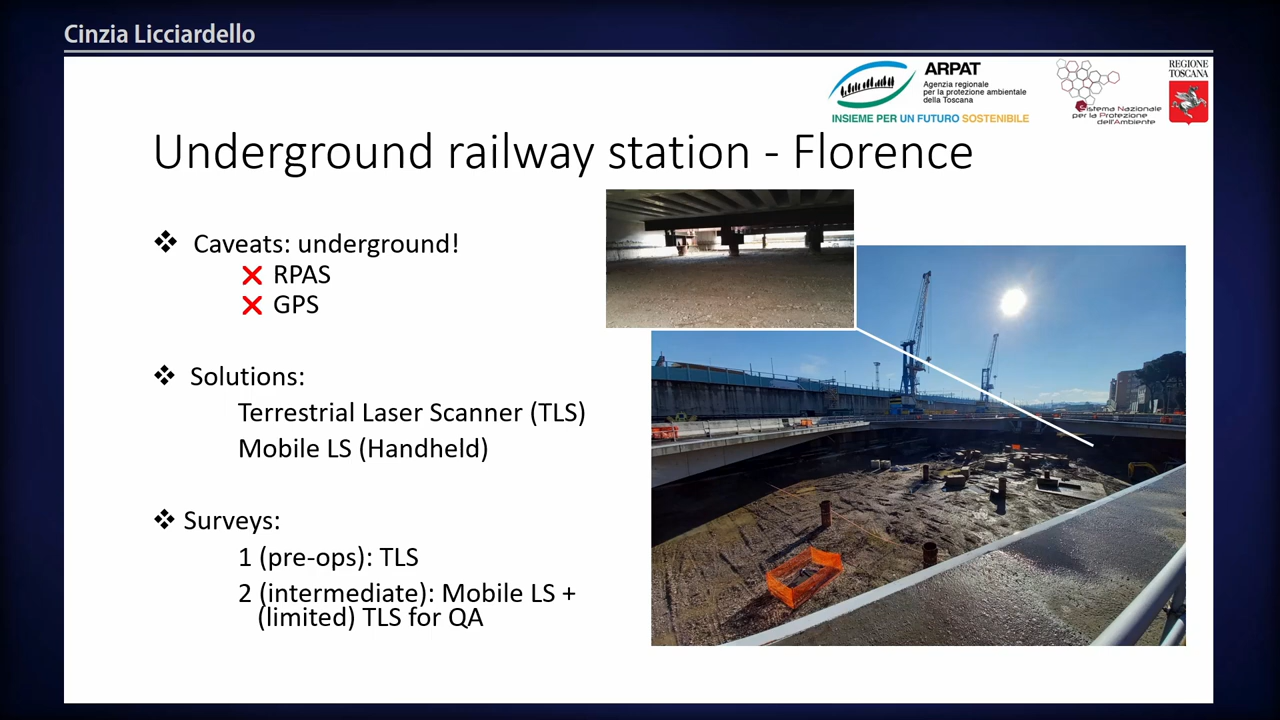 Cinzia Licciardello
ARPAT
Agenzia regionale
per la protezione ambientale
della Toscana
INSIEME PER UN FUTURO SOSTENIBILE
Sistema Nazionale
per la Protezione
dell'Ambiente
REGIONE
TOSCANA
Underground railway station - Florence
❖ Caveats: underground!
❌ RPAS
❌ GPS
❖ Solutions:
Terrestrial Laser Scanner (TLS)
Mobile LS (Handheld)
❖ Surveys:
1 (pre-ops): TLS
2 (intermediate): Mobile LS +
(limited) TLS for QA